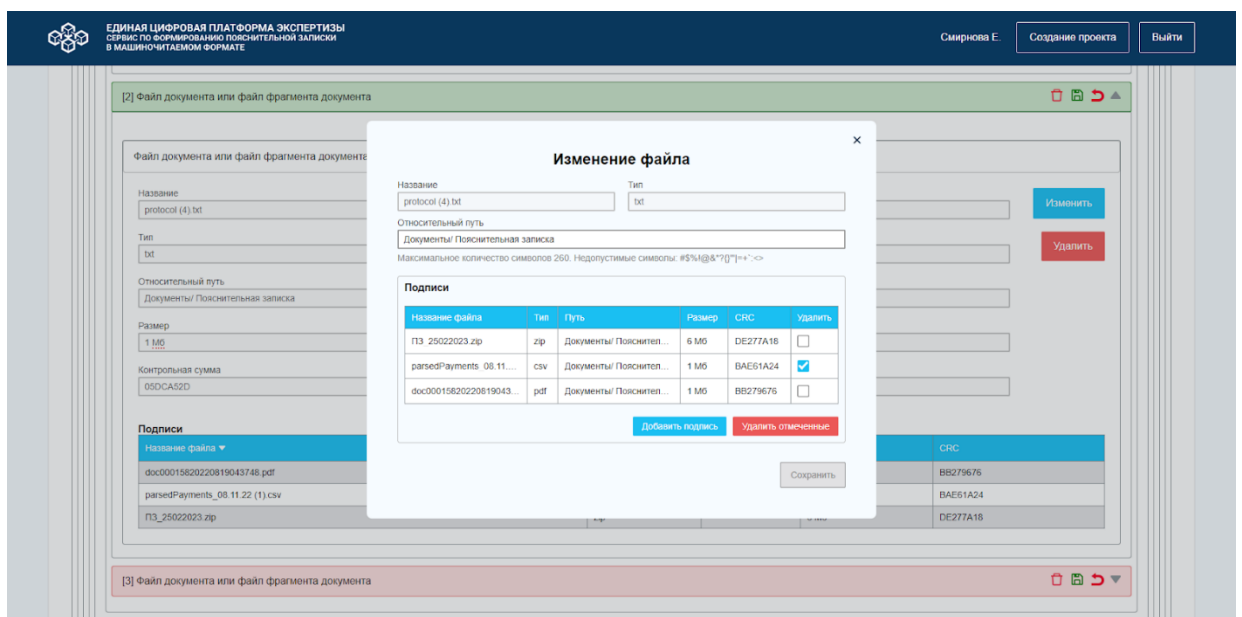 ЕДИНАЯ ЦИФРОВАЯ ПЛАТФОРМА ЭКСПЕРТИЗЫ
СЕРВИС ПО ФОРМИРОВАНИЮ ПОЯСНИТЕЛЬНОЙ ЗАПИСКИ
В МАШИНОЧИТАЕМОМ ФОРМАТЕ
Смирнова Е. Создание проекта Выйти
[2] Файл документа или файл фрагмента документа
Файл документа или файл фрагмента документа
Название
protocol (4).txt
Изменить
Тип
txt
Удалить
Относительный путь
Документы/ Пояснительная записка
Размер
1 Мб
Контрольная сумма
05DCA52D
Подписи
Название файла CRC
doc00015820220819043748.pdf BB279676
parsedPayments_08.11.22 (1).csv BAE61A24
ПЗ_25022023.zip DE277A18
Изменение файла
Название Тип
protocol (4).txt txt
Относительный путь
Документы/ Пояснительная записка
Максимальное количество символов 260. Недопустимые символы: #$%!@&*?{}'"|=+`:<>
Подписи
Название файла Тип Путь Размер CRC Удалить
ПЗ_25022023.zip zip Документы/ Пояснител... 6 Мб DE277A18
parsedPayments_08.11.... csv Документы/ Пояснител... 1 Мб BAE61A24
doc00015820220819043... pdf Документы/ Пояснител... 1 Мб BB279676
Добавить подпись Удалить отмеченные
Сохранить
[3] Файл документа или файл фрагмента документа